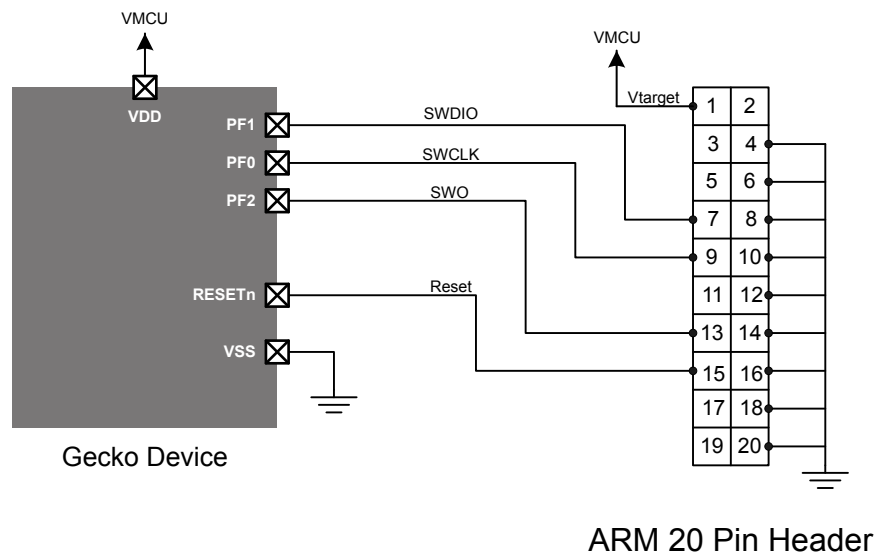 VMCU
VMCU
VDD
Vtarget
1 2
PF1 SWDIO
3 4
PF0 SWCLK
5 6
PF2 SWO
7 8
9 10
RESETn Reset
11 12
13 14
VSS
15 16
17 18
19 20
Gecko Device
ARM 20 Pin Header